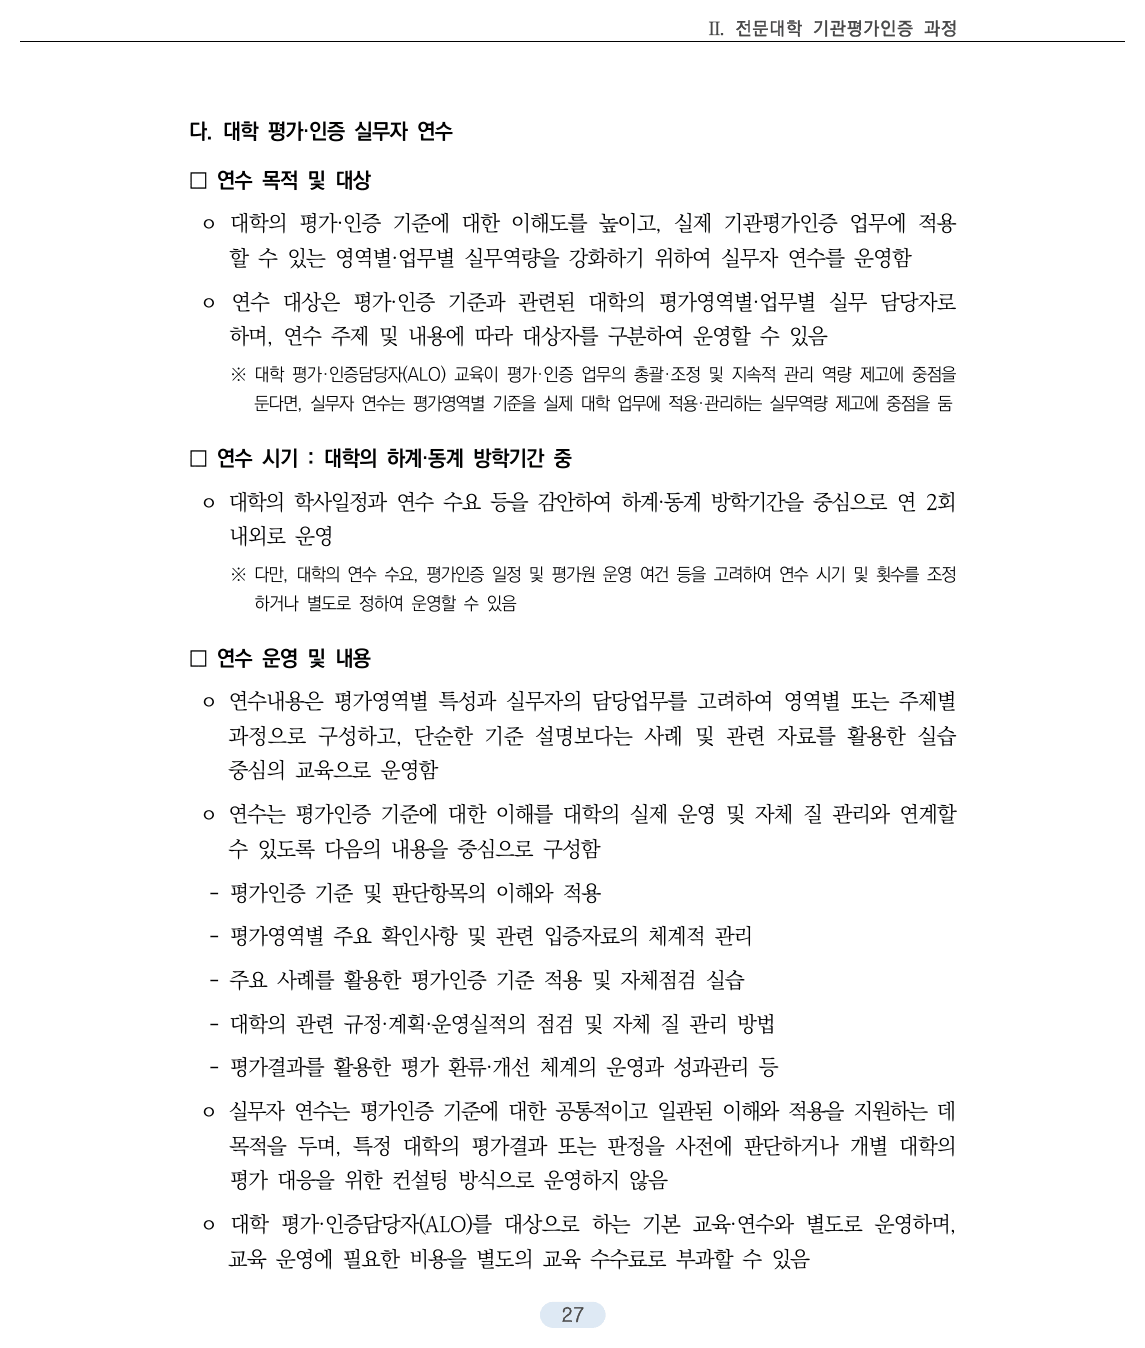 Ⅱ. 전문대학 기관평가인증 과정
다. 대학 평가·인증 실무자 연수
□ 연수 목적 및 대상
ㅇ 대학의 평가·인증 기준에 대한 이해도를 높이고, 실제 기관평가인증 업무에 적용
할 수 있는 영역별·업무별 실무역량을 강화하기 위하여 실무자 연수를 운영함
ㅇ 연수 대상은 평가·인증 기준과 관련된 대학의 평가영역별·업무별 실무 담당자로
하며, 연수 주제 및 내용에 따라 대상자를 구분하여 운영할 수 있음
※ 대학 평가·인증담당자(ALO) 교육이 평가·인증 업무의 총괄·조정 및 지속적 관리 역량 제고에 중점을
둔다면, 실무자 연수는 평가영역별 기준을 실제 대학 업무에 적용·관리하는 실무역량 제고에 중점을 둠
□ 연수 시기 : 대학의 하계·동계 방학기간 중
ㅇ 대학의 학사일정과 연수 수요 등을 감안하여 하계·동계 방학기간을 중심으로 연 2회
내외로 운영
※ 다만, 대학의 연수 수요, 평가인증 일정 및 평가원 운영 여건 등을 고려하여 연수 시기 및 횟수를 조정
하거나 별도로 정하여 운영할 수 있음
□ 연수 운영 및 내용
ㅇ 연수내용은 평가영역별 특성과 실무자의 담당업무를 고려하여 영역별 또는 주제별
과정으로 구성하고, 단순한 기준 설명보다는 사례 및 관련 자료를 활용한 실습
중심의 교육으로 운영함
ㅇ 연수는 평가인증 기준에 대한 이해를 대학의 실제 운영 및 자체 질 관리와 연계할
수 있도록 다음의 내용을 중심으로 구성함
- 평가인증 기준 및 판단항목의 이해와 적용
- 평가영역별 주요 확인사항 및 관련 입증자료의 체계적 관리
- 주요 사례를 활용한 평가인증 기준 적용 및 자체점검 실습
- 대학의 관련 규정·계획·운영실적의 점검 및 자체 질 관리 방법
- 평가결과를 활용한 평가 환류·개선 체계의 운영과 성과관리 등
ㅇ 실무자 연수는 평가인증 기준에 대한 공통적이고 일관된 이해와 적용을 지원하는 데
목적을 두며, 특정 대학의 평가결과 또는 판정을 사전에 판단하거나 개별 대학의
평가 대응을 위한 컨설팅 방식으로 운영하지 않음
ㅇ 대학 평가·인증담당자(ALO)를 대상으로 하는 기본 교육·연수와 별도로 운영하며,
교육 운영에 필요한 비용을 별도의 교육 수수료로 부과할 수 있음
27